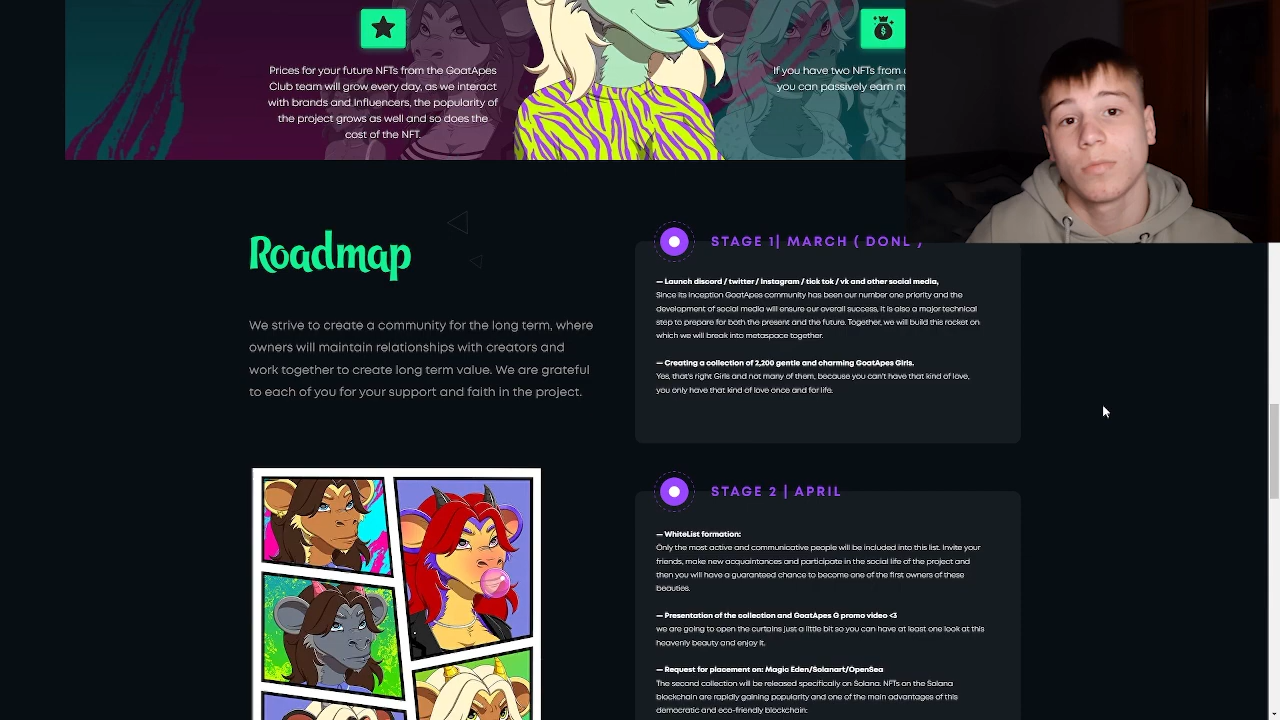 Prices for your future NFTs from the GoatApes
Club team will grow every day, as we interact
with brands and Influencers, the popularity of
the project grows as well and so does the
cost of the NFT.
If you have two NFTs from
you can passively earn m
Roadmap
We strive to create a community for the long term, where
owners will maintain relationships with creators and
work together to create long term value. We are grateful
to each of you for your support and faith in the project.
STAGE 1| MARCH ( DONE )
— Launch discord / twitter / Instagram / tick tok / vk and other social media,
Since its inception GoatApes community has been our number one priority and the
development of social media will ensure our overall success, it is also a major technical
step to prepare for both the present and the future. Together, we will build this rocket on
which we will break into metaspace together.
— Creating a collection of 2,200 gentle and charming GoatApes Girls.
Yes, that's right Girls and not many of them, because you can't have that kind of love,
you only have that kind of love once and for life.
STAGE 2 | APRIL
— WhiteList formation:
Only the most active and communicative people will be included into this list. Invite your
friends, make new acquaintances and participate in the social life of the project and
then you will have a guaranteed chance to become one of the first owners of these
beauties.
— Presentation of the collection and GoatApes G promo video <3
we are going to open the curtains just a little bit so you can have at least one look at this
heavenly beauty and enjoy it.
— Request for placement on: Magic Eden/Solanart/OpenSea
The second collection will be released specifically on Solana. NFTs on the Solana
blockchain are rapidly gaining popularity and one of the main advantages of this
democratic and eco-friendly blockchain: